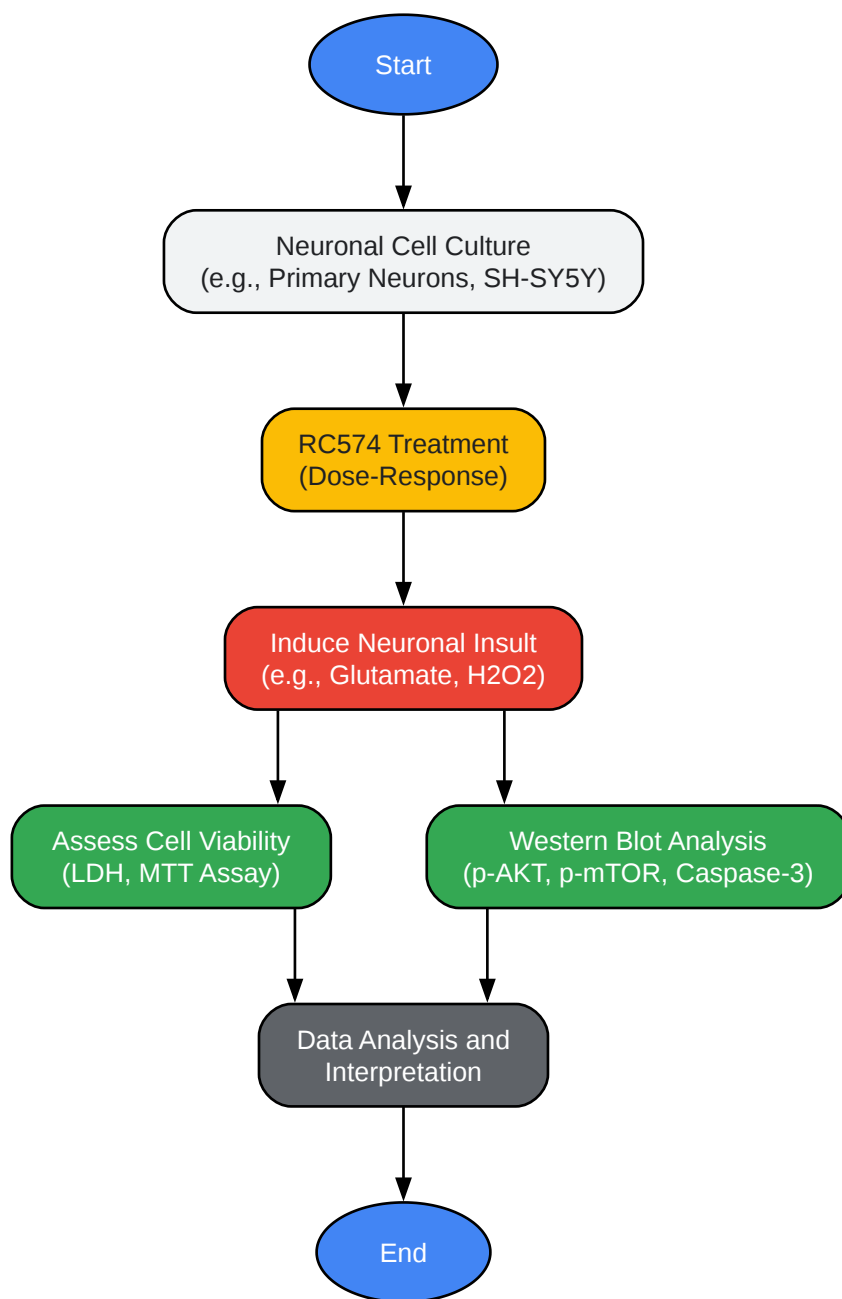 Start
Neuronal Cell Culture
(e.g., Primary Neurons, SH-SY5Y)
RC574 Treatment
(Dose-Response)
Induce Neuronal Insult
(e.g., Glutamate, H2O2)
Assess Cell Viability
(LDH, MTT Assay)
Western Blot Analysis
(p-AKT, p-mTOR, Caspase-3)
Data Analysis and
Interpretation
End